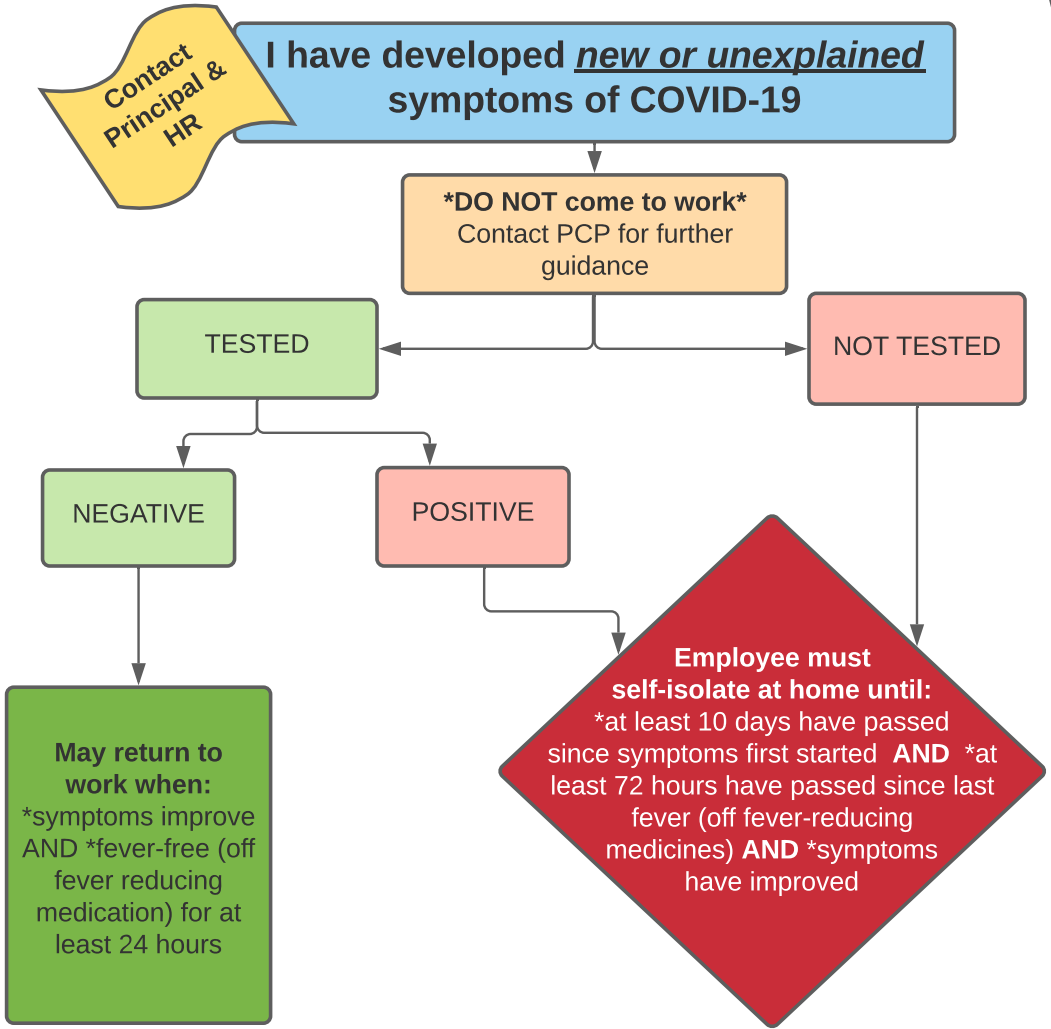 Contact
Principal &
HR
I have developed new or unexplained
symptoms of COVID-19
*DO NOT come to work*
Contact PCP for further
guidance
TESTED
NOT TESTED
NEGATIVE
POSITIVE
May return to
work when:
*symptoms improve
AND *fever-free (off
fever reducing
medication) for at
least 24 hours
Employee must
self-isolate at home until:
*at least 10 days have passed
since symptoms first started AND *at
least 72 hours have passed since last
fever (off fever-reducing
medicines) AND *symptoms
have improved